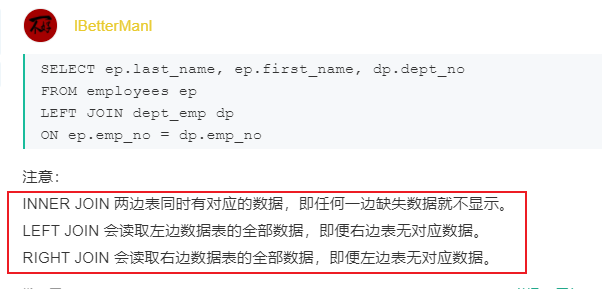 IBetterManI
SELECT ep.last_name, ep.first_name, dp.dept_no
FROM employees ep
LEFT JOIN dept_emp dp
ON ep.emp_no = dp.emp_no
注意：
INNER JOIN 两边表同时有对应的数据，即任何一边缺失数据就不显示。
LEFT JOIN 会读取左边数据表的全部数据，即便右边表无对应数据。
RIGHT JOIN 会读取右边数据表的全部数据，即便左边表无对应数据。